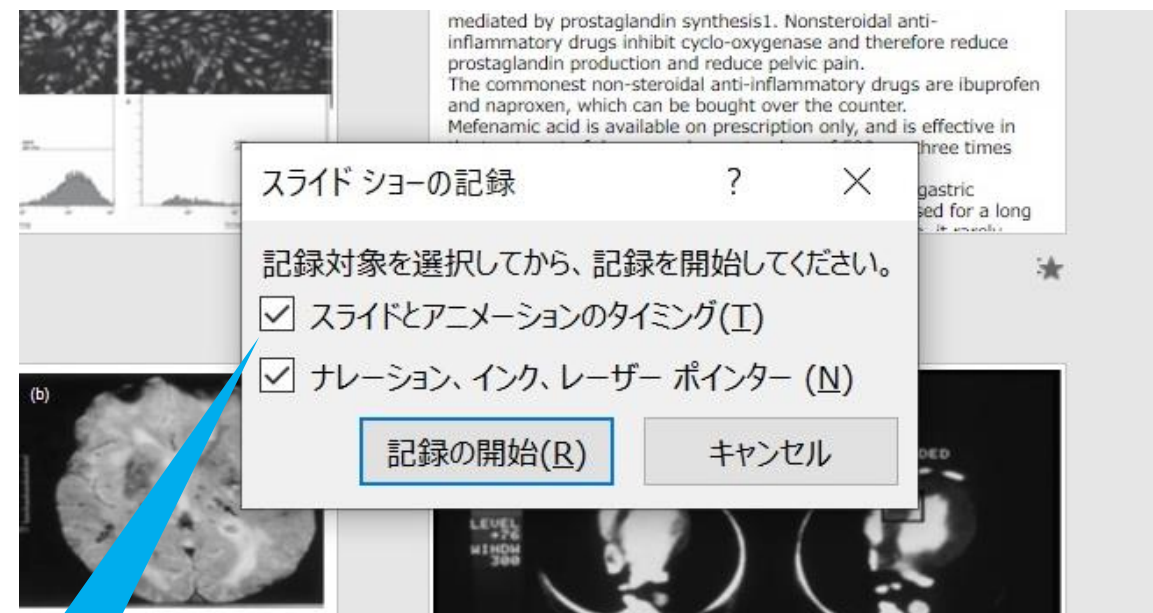 mediated by prostaglandin synthesis1. Nonsteroidal anti-
inflammatory drugs inhibit cyclo-oxygenase and therefore reduce
prostaglandin production and reduce pelvic pain.
The commonest non-steroidal anti-inflammatory drugs are ibuprofen
and naproxen, which can be bought over the counter.
Mefenamic acid is available on prescription only, and is effective in
three times
gastric
sed for a long
スライド ショーの記録 ? ×
記録対象を選択してから、記録を開始してください。
スライドとアニメーションのタイミング(T)
ナレーション、インク、レーザー ポインター (N)
記録の開始(R) キャンセル
(b)
DED
LEVEL
+76
WINDW
300